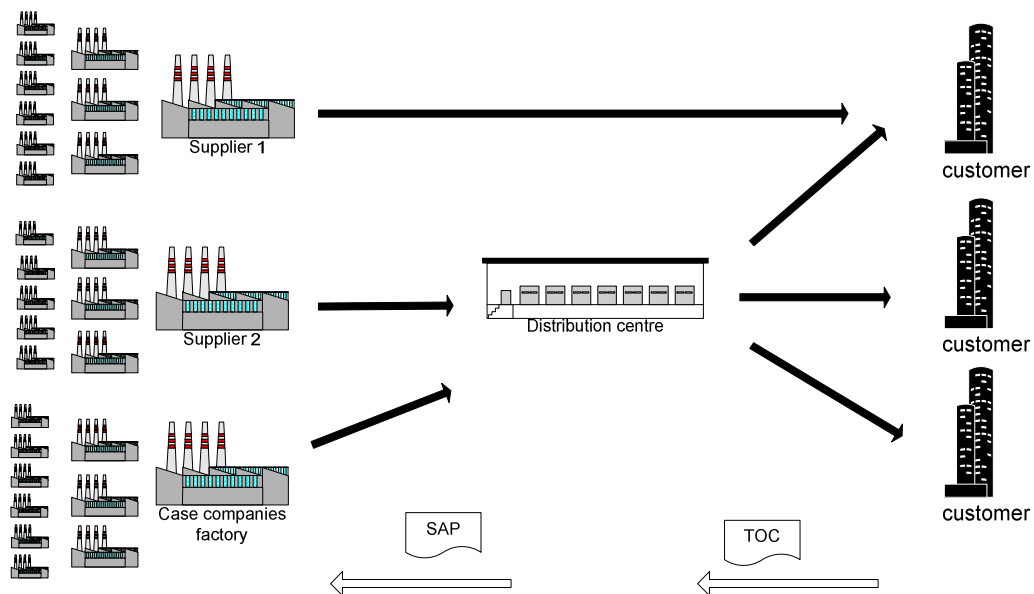 Supplier 1
customer
Supplier 2
Distribution centre
customer
Case companies
factory
customer
SAP
TOC